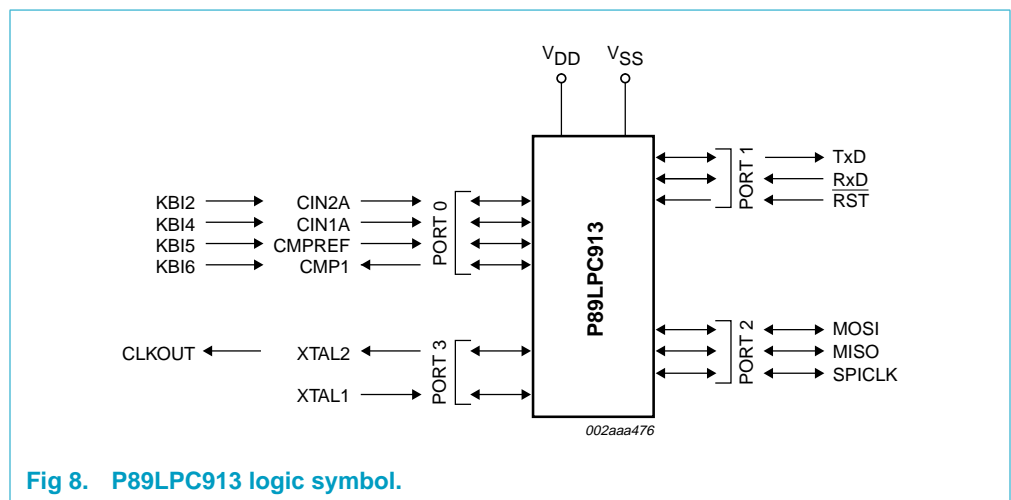 VDD VSS
KBI2 CIN2A
KBI4 CIN1A
KBI5 CMPREF
KBI6 CMP1
PORT 0
CLKOUT XTAL2
XTAL1
PORT 3
P89LPC913
PORT 1
TxD
RxD
RST
PORT 2
MOSI
MISO
SPICLK
002aaa476
Fig 8. P89LPC913 logic symbol.